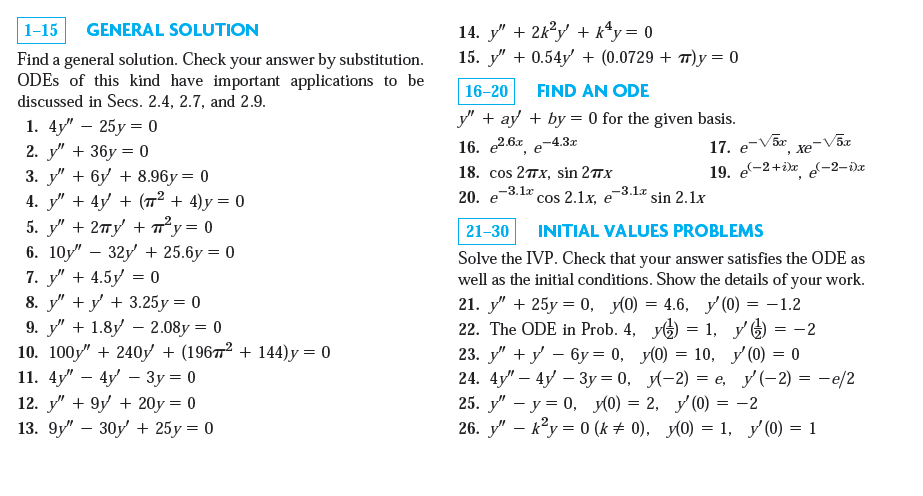 1–15 GENERAL SOLUTION
Find a general solution. Check your answer by substitution.
ODEs of this kind have important applications to be
discussed in Secs. 2.4, 2.7, and 2.9.
1. 4y″ − 25y = 0
2. y″ + 36y = 0
3. y″ + 6y′ + 8.96y = 0
4. y″ + 4y′ + (π² + 4)y = 0
5. y″ + 2πy′ + π²y = 0
6. 10y″ − 32y′ + 25.6y = 0
7. y″ + 4.5y′ = 0
8. y″ + y′ + 3.25y = 0
9. y″ + 1.8y′ − 2.08y = 0
10. 100y″ + 240y′ + (196π² + 144)y = 0
11. 4y″ − 4y′ − 3y = 0
12. y″ + 9y′ + 20y = 0
13. 9y″ − 30y′ + 25y = 0
14. y″ + 2k²y′ + k⁴y = 0
15. y″ + 0.54y′ + (0.0729 + π)y = 0
16–20 FIND AN ODE
y″ + ay′ + by = 0 for the given basis.
16. e^{2.6x}, e^{−4.3x} 17. e^{−√5x}, xe^{−√5x}
18. cos 2πx, sin 2πx 19. e^{(−2+i)x}, e^{(−2−i)x}
20. e^{−3.1x} cos 2.1x, e^{−3.1x} sin 2.1x
21–30 INITIAL VALUES PROBLEMS
Solve the IVP. Check that your answer satisfies the ODE as
well as the initial conditions. Show the details of your work.
21. y″ + 25y = 0, y(0) = 4.6, y′(0) = −1.2
22. The ODE in Prob. 4, y(½) = 1, y′(½) = −2
23. y″ + y′ − 6y = 0, y(0) = 10, y′(0) = 0
24. 4y″ − 4y′ − 3y = 0, y(−2) = e, y′(−2) = −e/2
25. y″ − y = 0, y(0) = 2, y′(0) = −2
26. y″ − k²y = 0 (k ≠ 0), y(0) = 1, y′(0) = 1